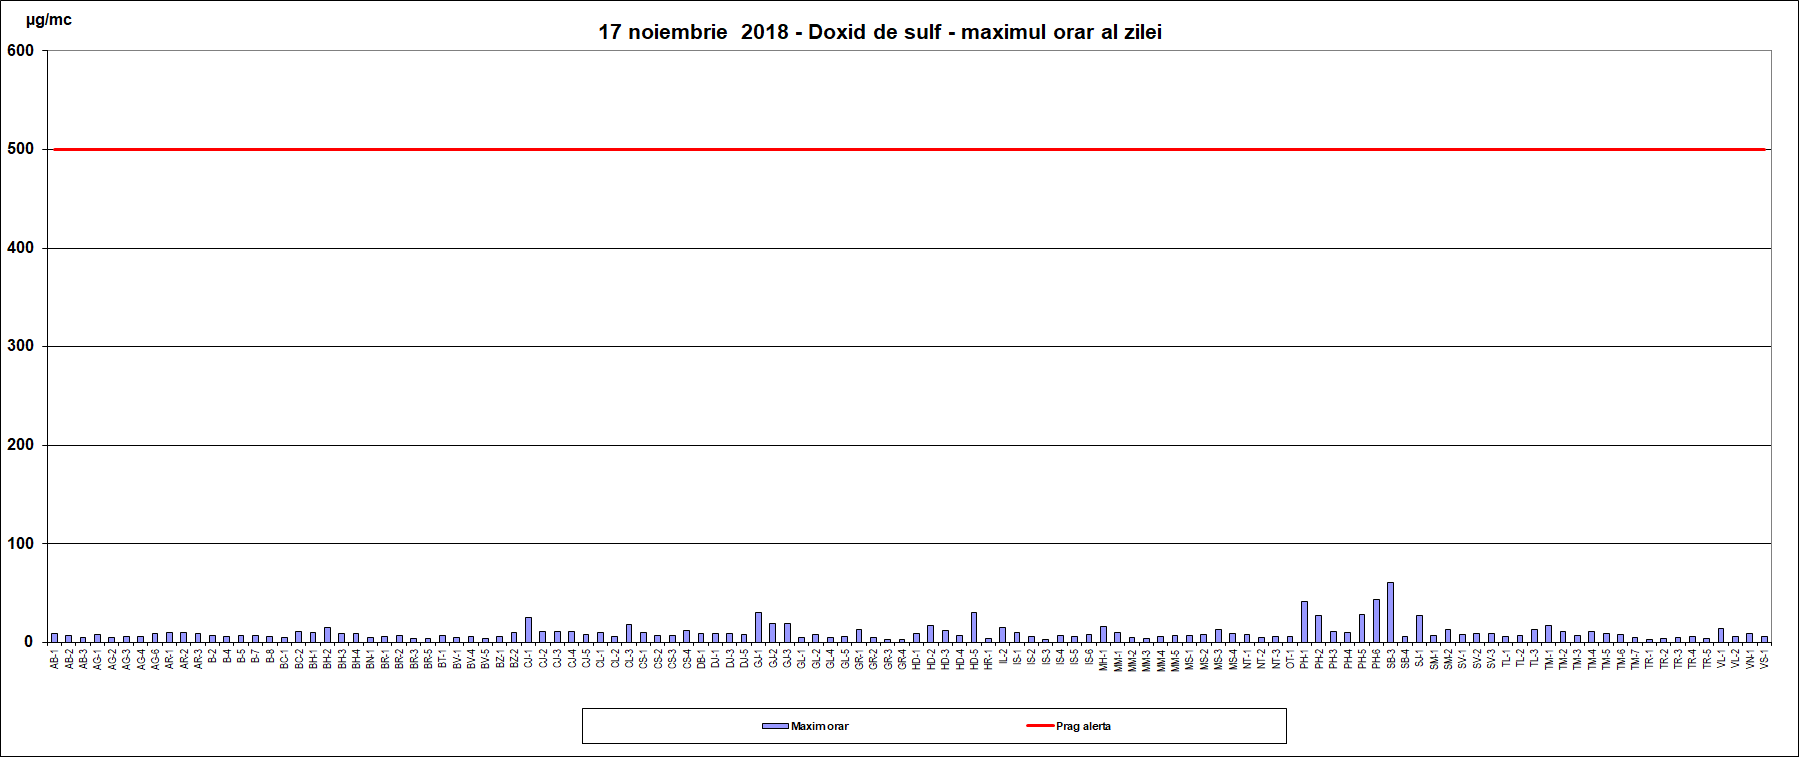 µg/mc
17 noiembrie  2018 - Doxid de sulf - maximul orar al zilei
600
500
400
300
200
100
0
AB-1 AB-2 AB-3 AG-1 AG-2 AG-3 AG-4 AG-6 AR-1 AR-2 AR-3 B-2 B-4 B-5 B-7 B-8 BC-1 BC-2 BH-1 BH-2 BH-3 BH-4 BN-1 BR-1 BR-2 BR-3 BR-5 BT-1 BV-1 BV-4 BV-5 BZ-1 BZ-2 CJ-1 CJ-2 CJ-3 CJ-4 CJ-5 CL-1 CL-2 CL-3 CS-1 CS-2 CS-3 CS-4 DB-1 DJ-1 DJ-3 DJ-5 GJ-1 GJ-2 GJ-3 GL-1 GL-2 GL-4 GL-5 GR-1 GR-2 GR-3 GR-4 HD-1 HD-2 HD-3 HD-4 HD-5 HR-1 IL-2 IS-1 IS-2 IS-3 IS-4 IS-5 IS-6 MH-1 MM-1 MM-2 MM-3 MM-4 MM-5 MS-1 MS-2 MS-3 MS-4 NT-1 NT-2 NT-3 OT-1 PH-1 PH-2 PH-3 PH-4 PH-5 PH-6 SB-3 SB-4 SJ-1 SM-1 SM-2 SV-1 SV-2 SV-3 TL-1 TL-2 TL-3 TM-1 TM-2 TM-3 TM-4 TM-5 TM-6 TM-7 TR-1 TR-2 TR-3 TR-4 TR-5 VL-1 VL-2 VN-1 VS-1
Maxim orar
Prag alerta